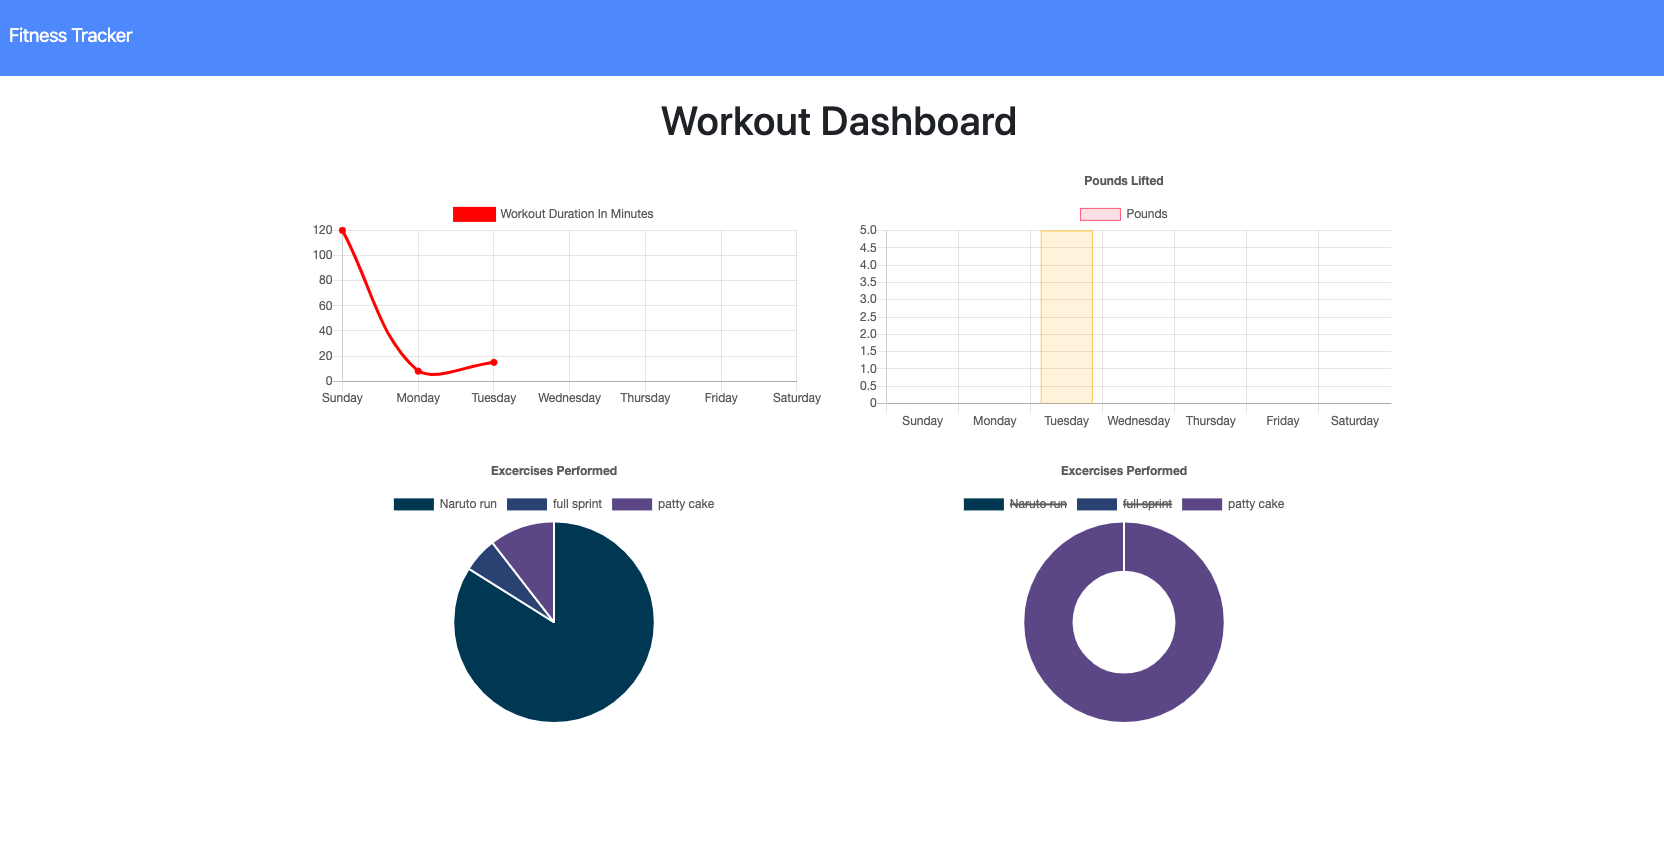 Fitness Tracker
Workout Dashboard
Workout Duration In Minutes
120
100
80
60
40
20
0
Sunday Monday Tuesday Wednesday Thursday Friday Saturday
Pounds Lifted
Pounds
5.0
4.5
4.0
3.5
3.0
2.5
2.0
1.5
1.0
0.5
0
Sunday Monday Tuesday Wednesday Thursday Friday Saturday
Excercises Performed
Naruto run full sprint patty cake
Excercises Performed
Naruto run full sprint patty cake